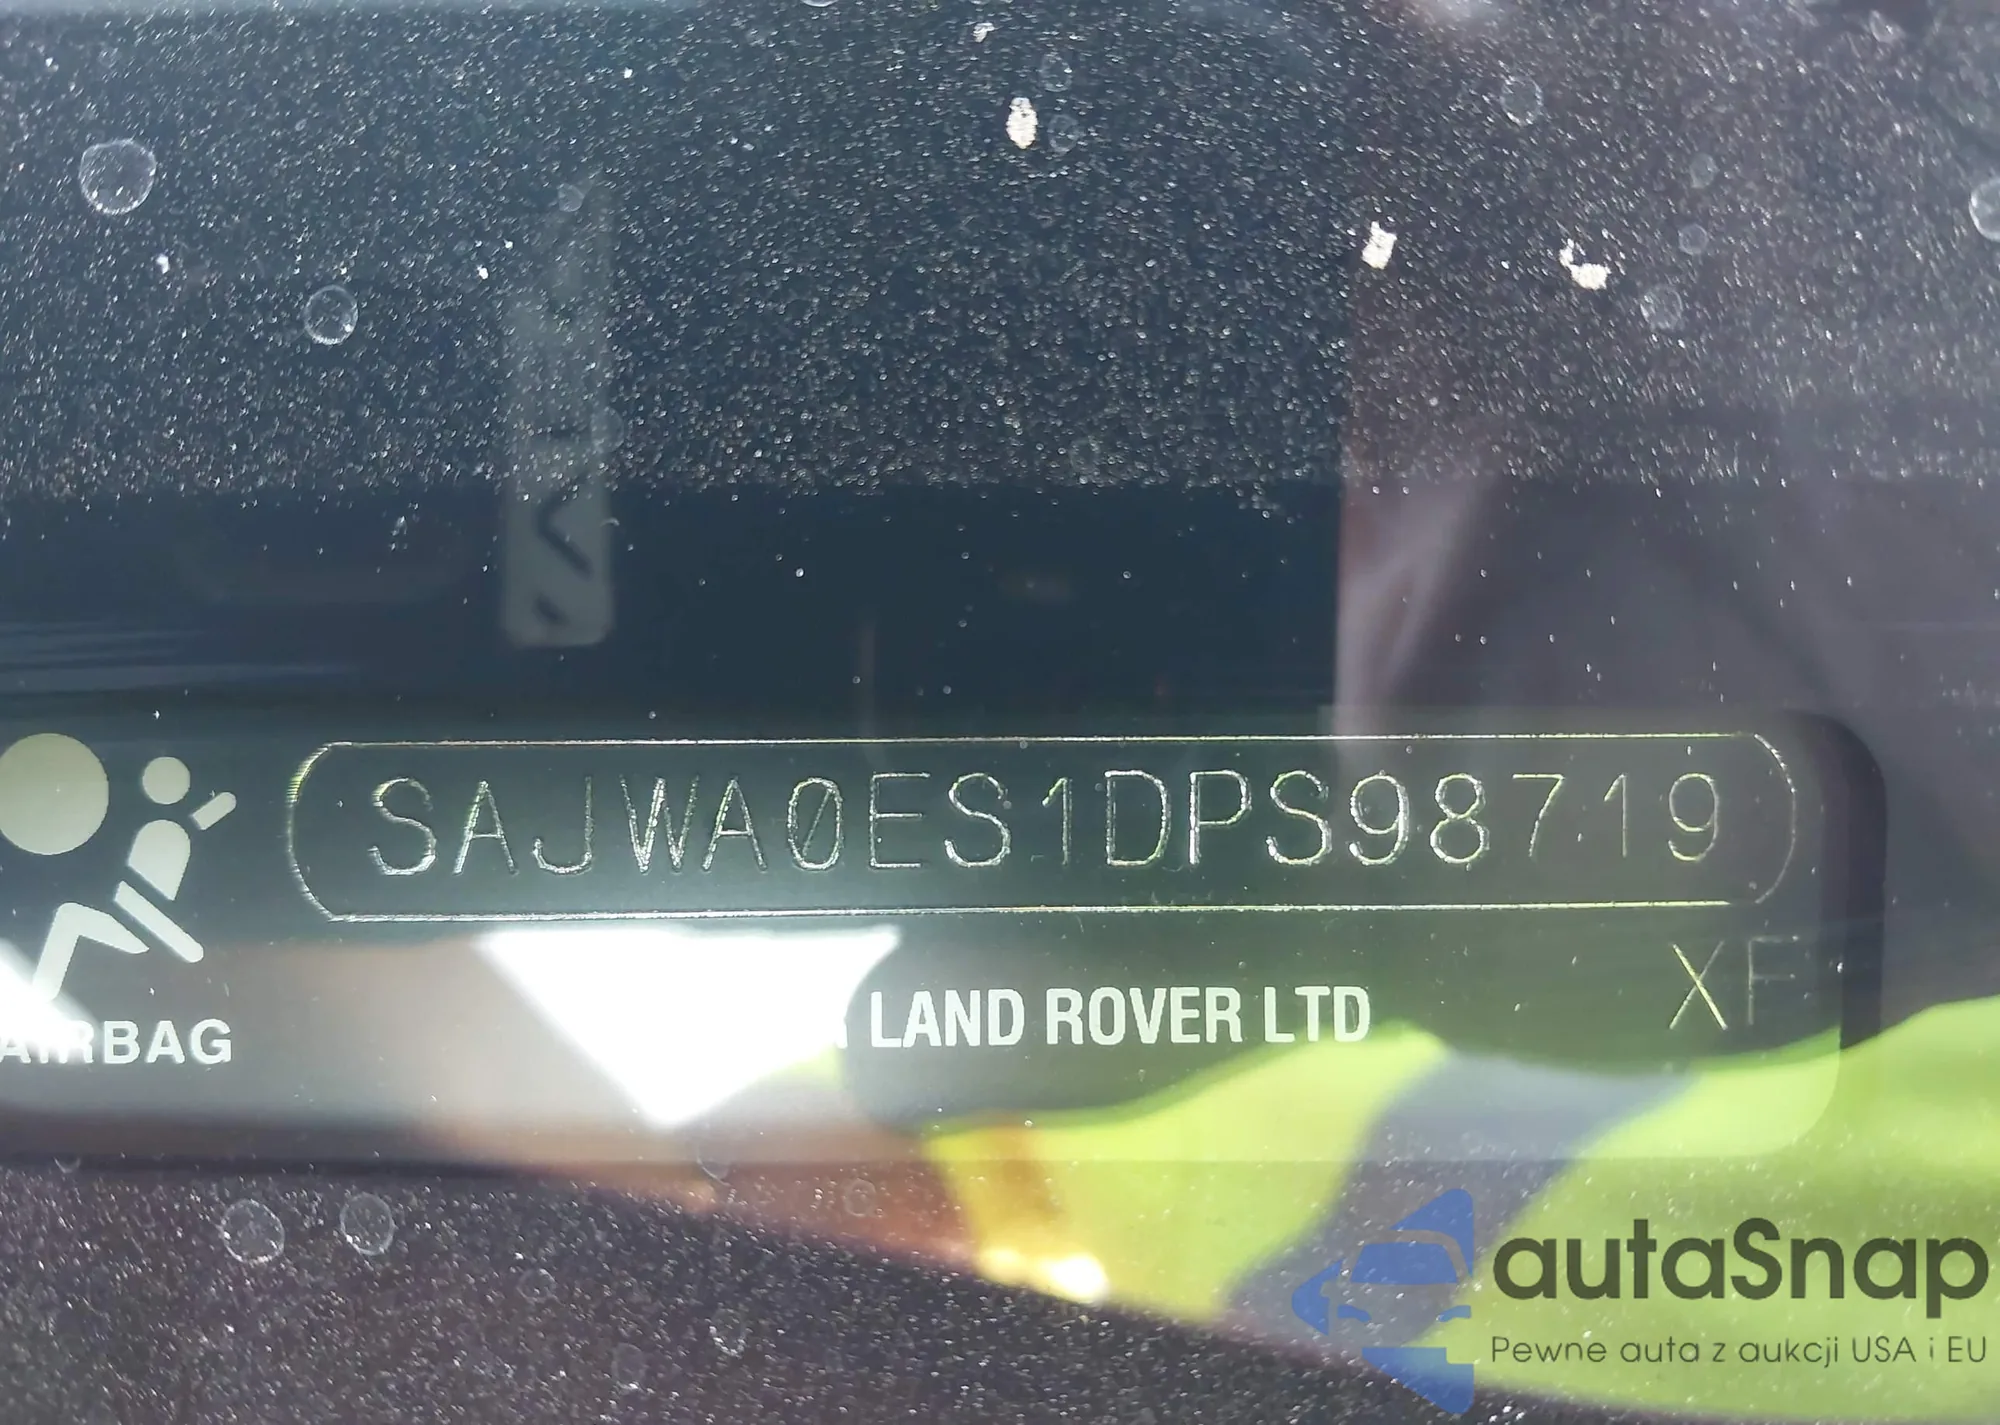 SAJWA0ES1DPS98719
XF
LAND ROVER LTD
AIRBAG
autaSnap
Pewne auta z aukcji USA i EU